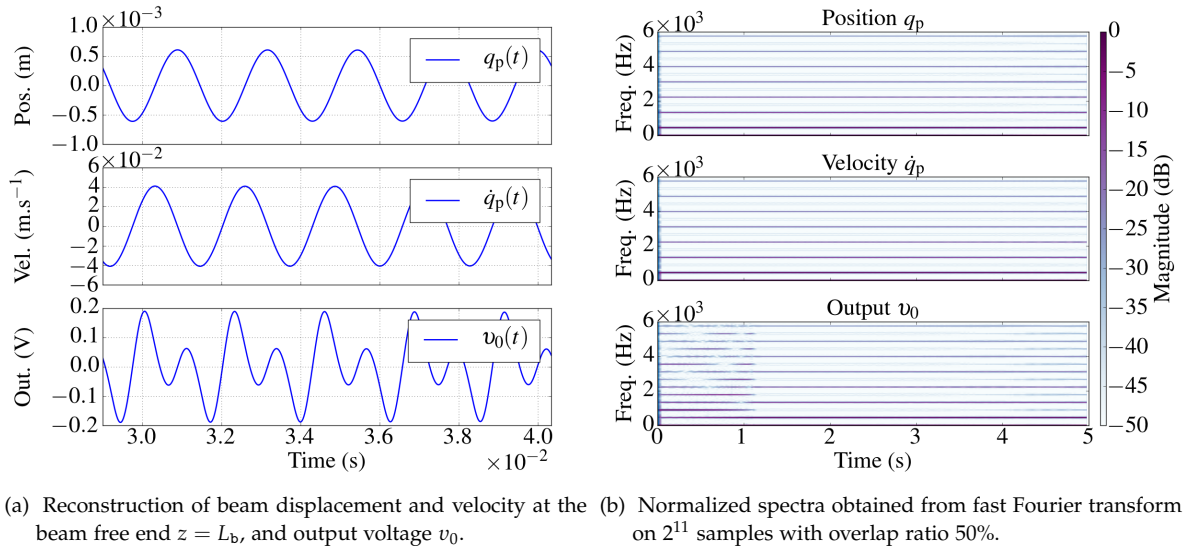 ×10⁻³
Pos. (m)
1.0
0.5
0.0
−0.5
−1.0
q_p(t)
×10⁻²
Vel. (m.s⁻¹)
6
4
2
0
−2
−4
−6
q̇_p(t)
Out. (V)
0.2
0.1
0.0
−0.1
−0.2
υ₀(t)
3.0 3.2 3.4 3.6 3.8 4.0
Time (s)
×10⁻²
Position q_p
6 ×10³
Freq. (Hz)
4
2
0
Velocity q̇_p
6 ×10³
Freq. (Hz)
4
2
0
Output υ₀
6 ×10³
Freq. (Hz)
4
2
0
0 1 2 3 4 5
Time (s)
0
−5
−10
−15
−20
−25
−30
−35
−40
−45
−50
Magnitude (dB)
(a) Reconstruction of beam displacement and velocity at the
beam free end z = L_b, and output voltage v₀.
(b) Normalized spectra obtained from fast Fourier transform
on 2¹¹ samples with overlap ratio 50%.